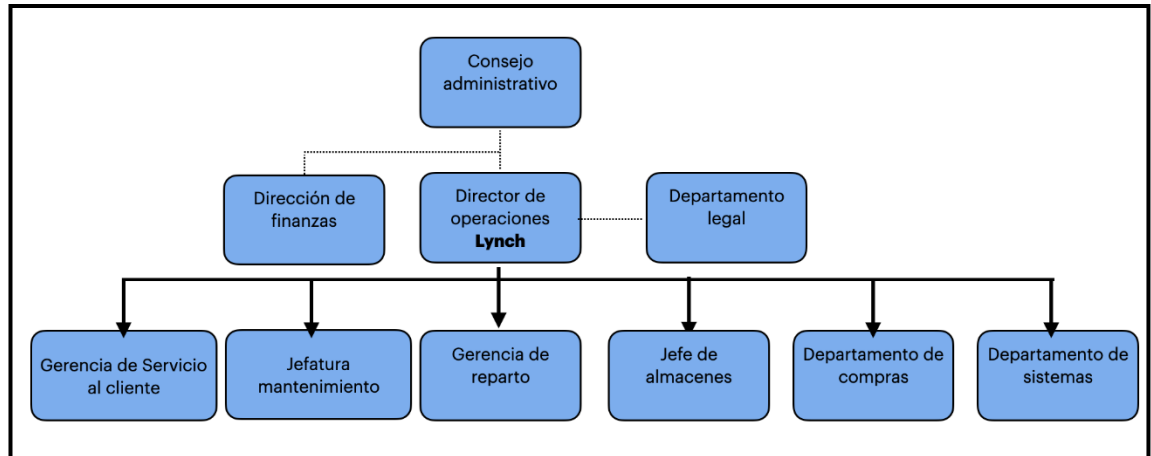 Consejo
administrativo
Dirección de
finanzas
Director de
operaciones
Lynch
Departamento
legal
Gerencia de Servicio
al cliente
Jefatura
mantenimiento
Gerencia de
reparto
Jefe de
almacenes
Departamento de
compras
Departamento de
sistemas